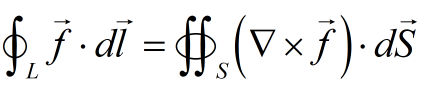 ∮_L f⃗ · dl⃗ = ∯_S (∇ × f⃗) · dS⃗